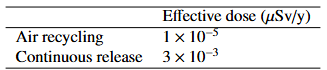 Effective dose (μSv/y)
Air recycling 1 × 10⁻⁵
Continuous release 3 × 10⁻³